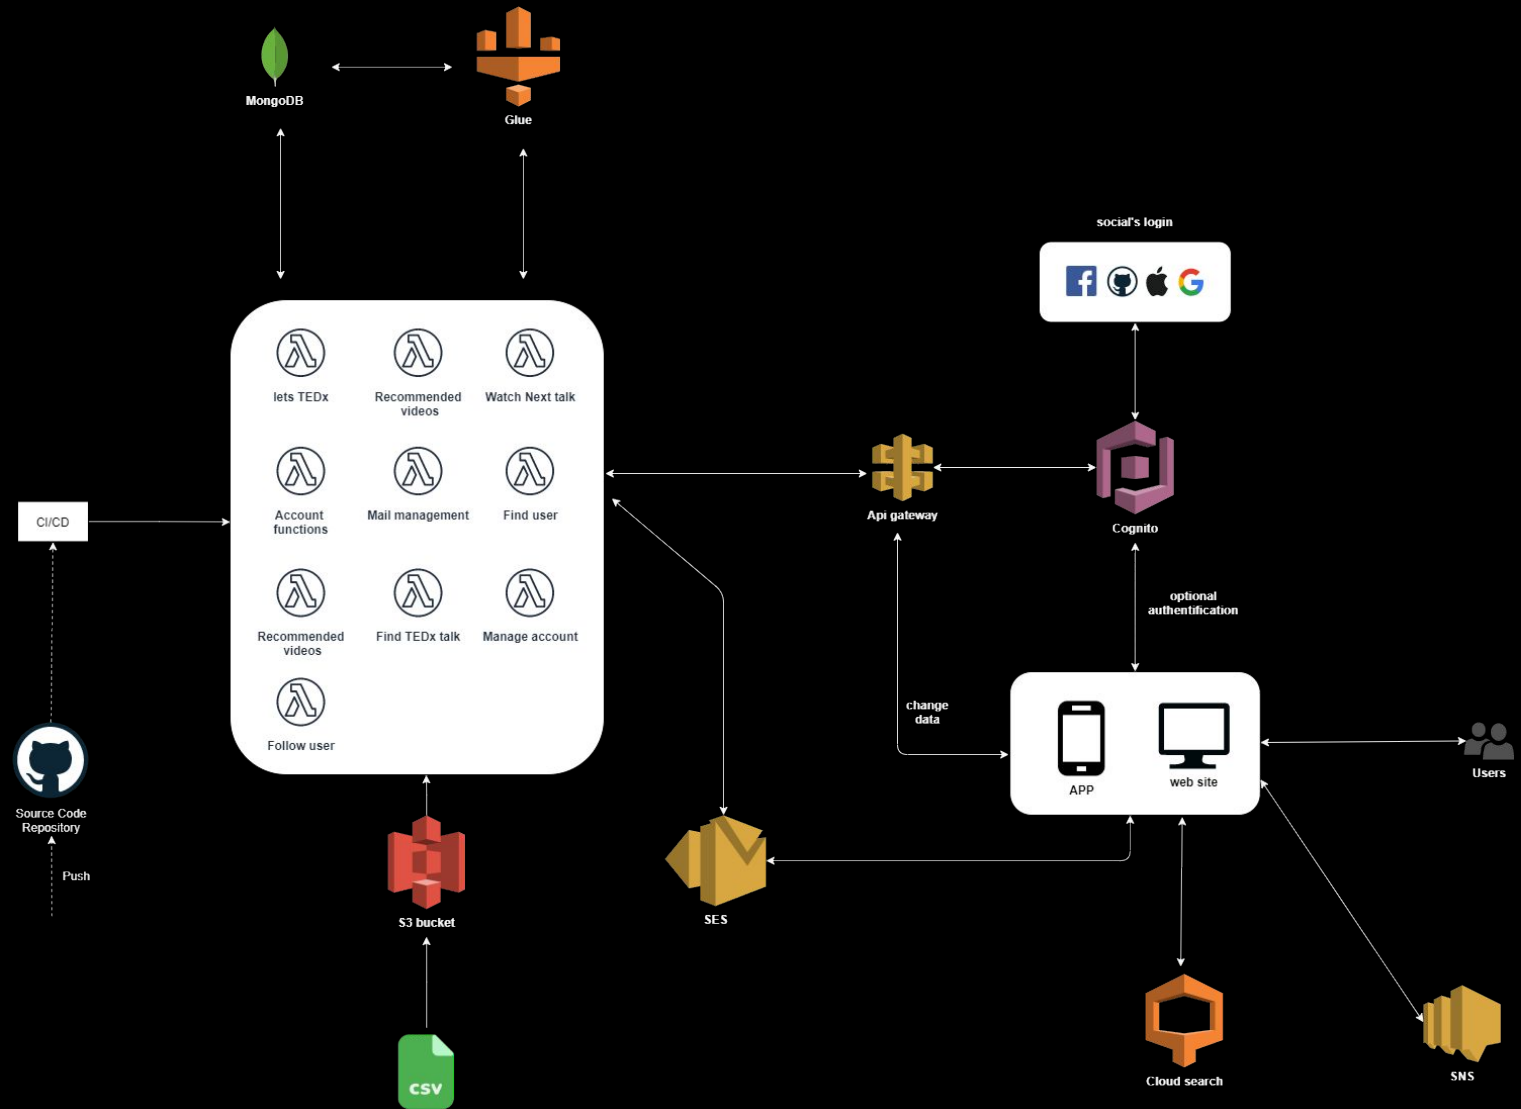 MongoDB
Glue
social's login
lets TEDx
Recommended
videos
Watch Next talk
Account
functions
Mail management
Find user
Recommended
videos
Find TEDx talk
Manage account
Follow user
CI/CD
Source Code
Repository
Push
S3 bucket
CSV
Api gateway
Cognito
optional
authentification
change
data
APP
web site
Users
SES
Cloud search
SNS